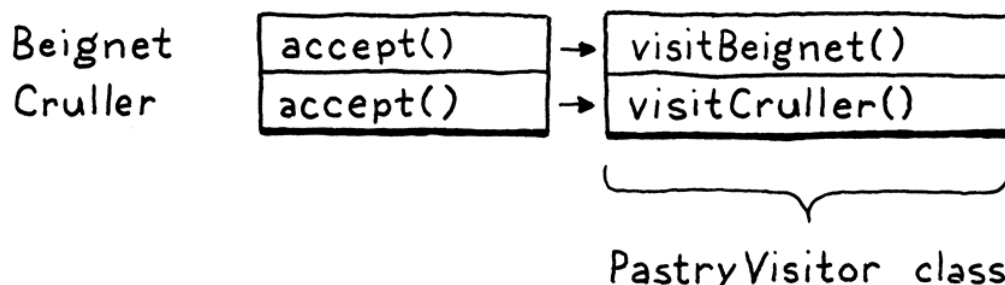 Beignet accept() → visitBeignet()
Cruller accept() → visitCruller()
PastryVisitor class